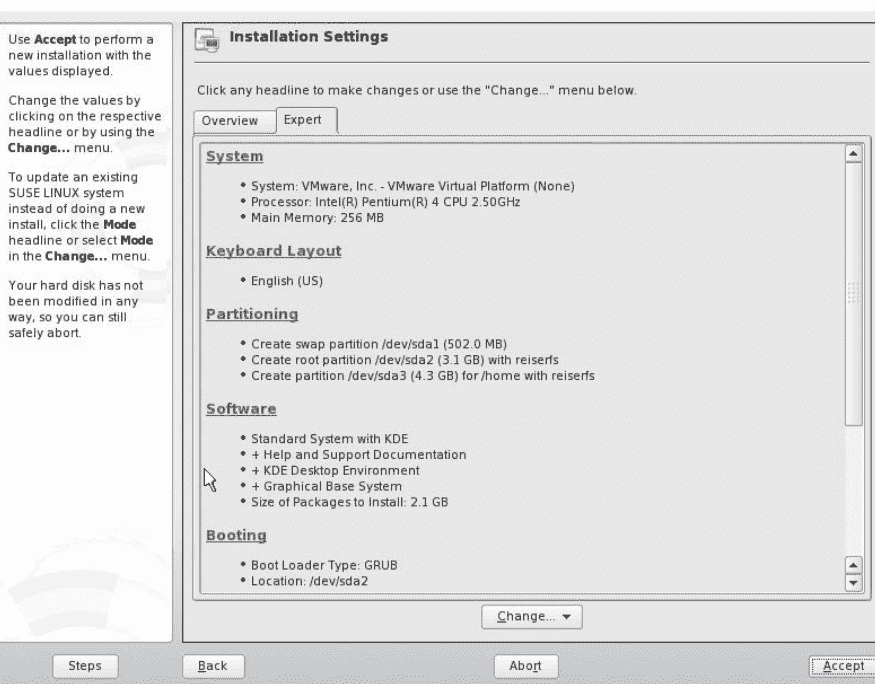 Use Accept to perform a
new installation with the
values displayed.
Change the values by
clicking on the respective
headline or by using the
Change... menu.
To update an existing
SUSE LINUX system
instead of doing a new
install, click the Mode
headline or select Mode
in the Change... menu.
Your hard disk has not
been modified in any
way, so you can still
safely abort.
Installation Settings
Click any headline to make changes or use the "Change..." menu below.
Overview
Expert
System
• System: VMware, Inc. - VMware Virtual Platform (None)
• Processor: Intel(R) Pentium(R) 4 CPU 2.50GHz
• Main Memory: 256 MB
Keyboard Layout
• English (US)
Partitioning
• Create swap partition /dev/sda1 (502.0 MB)
• Create root partition /dev/sda2 (3.1 GB) with reiserfs
• Create partition /dev/sda3 (4.3 GB) for /home with reiserfs
Software
• Standard System with KDE
• + Help and Support Documentation
• + KDE Desktop Environment
• + Graphical Base System
• Size of Packages to Install: 2.1 GB
Booting
• Boot Loader Type: GRUB
• Location: /dev/sda2
Change...
Steps
Back
Abort
Accept